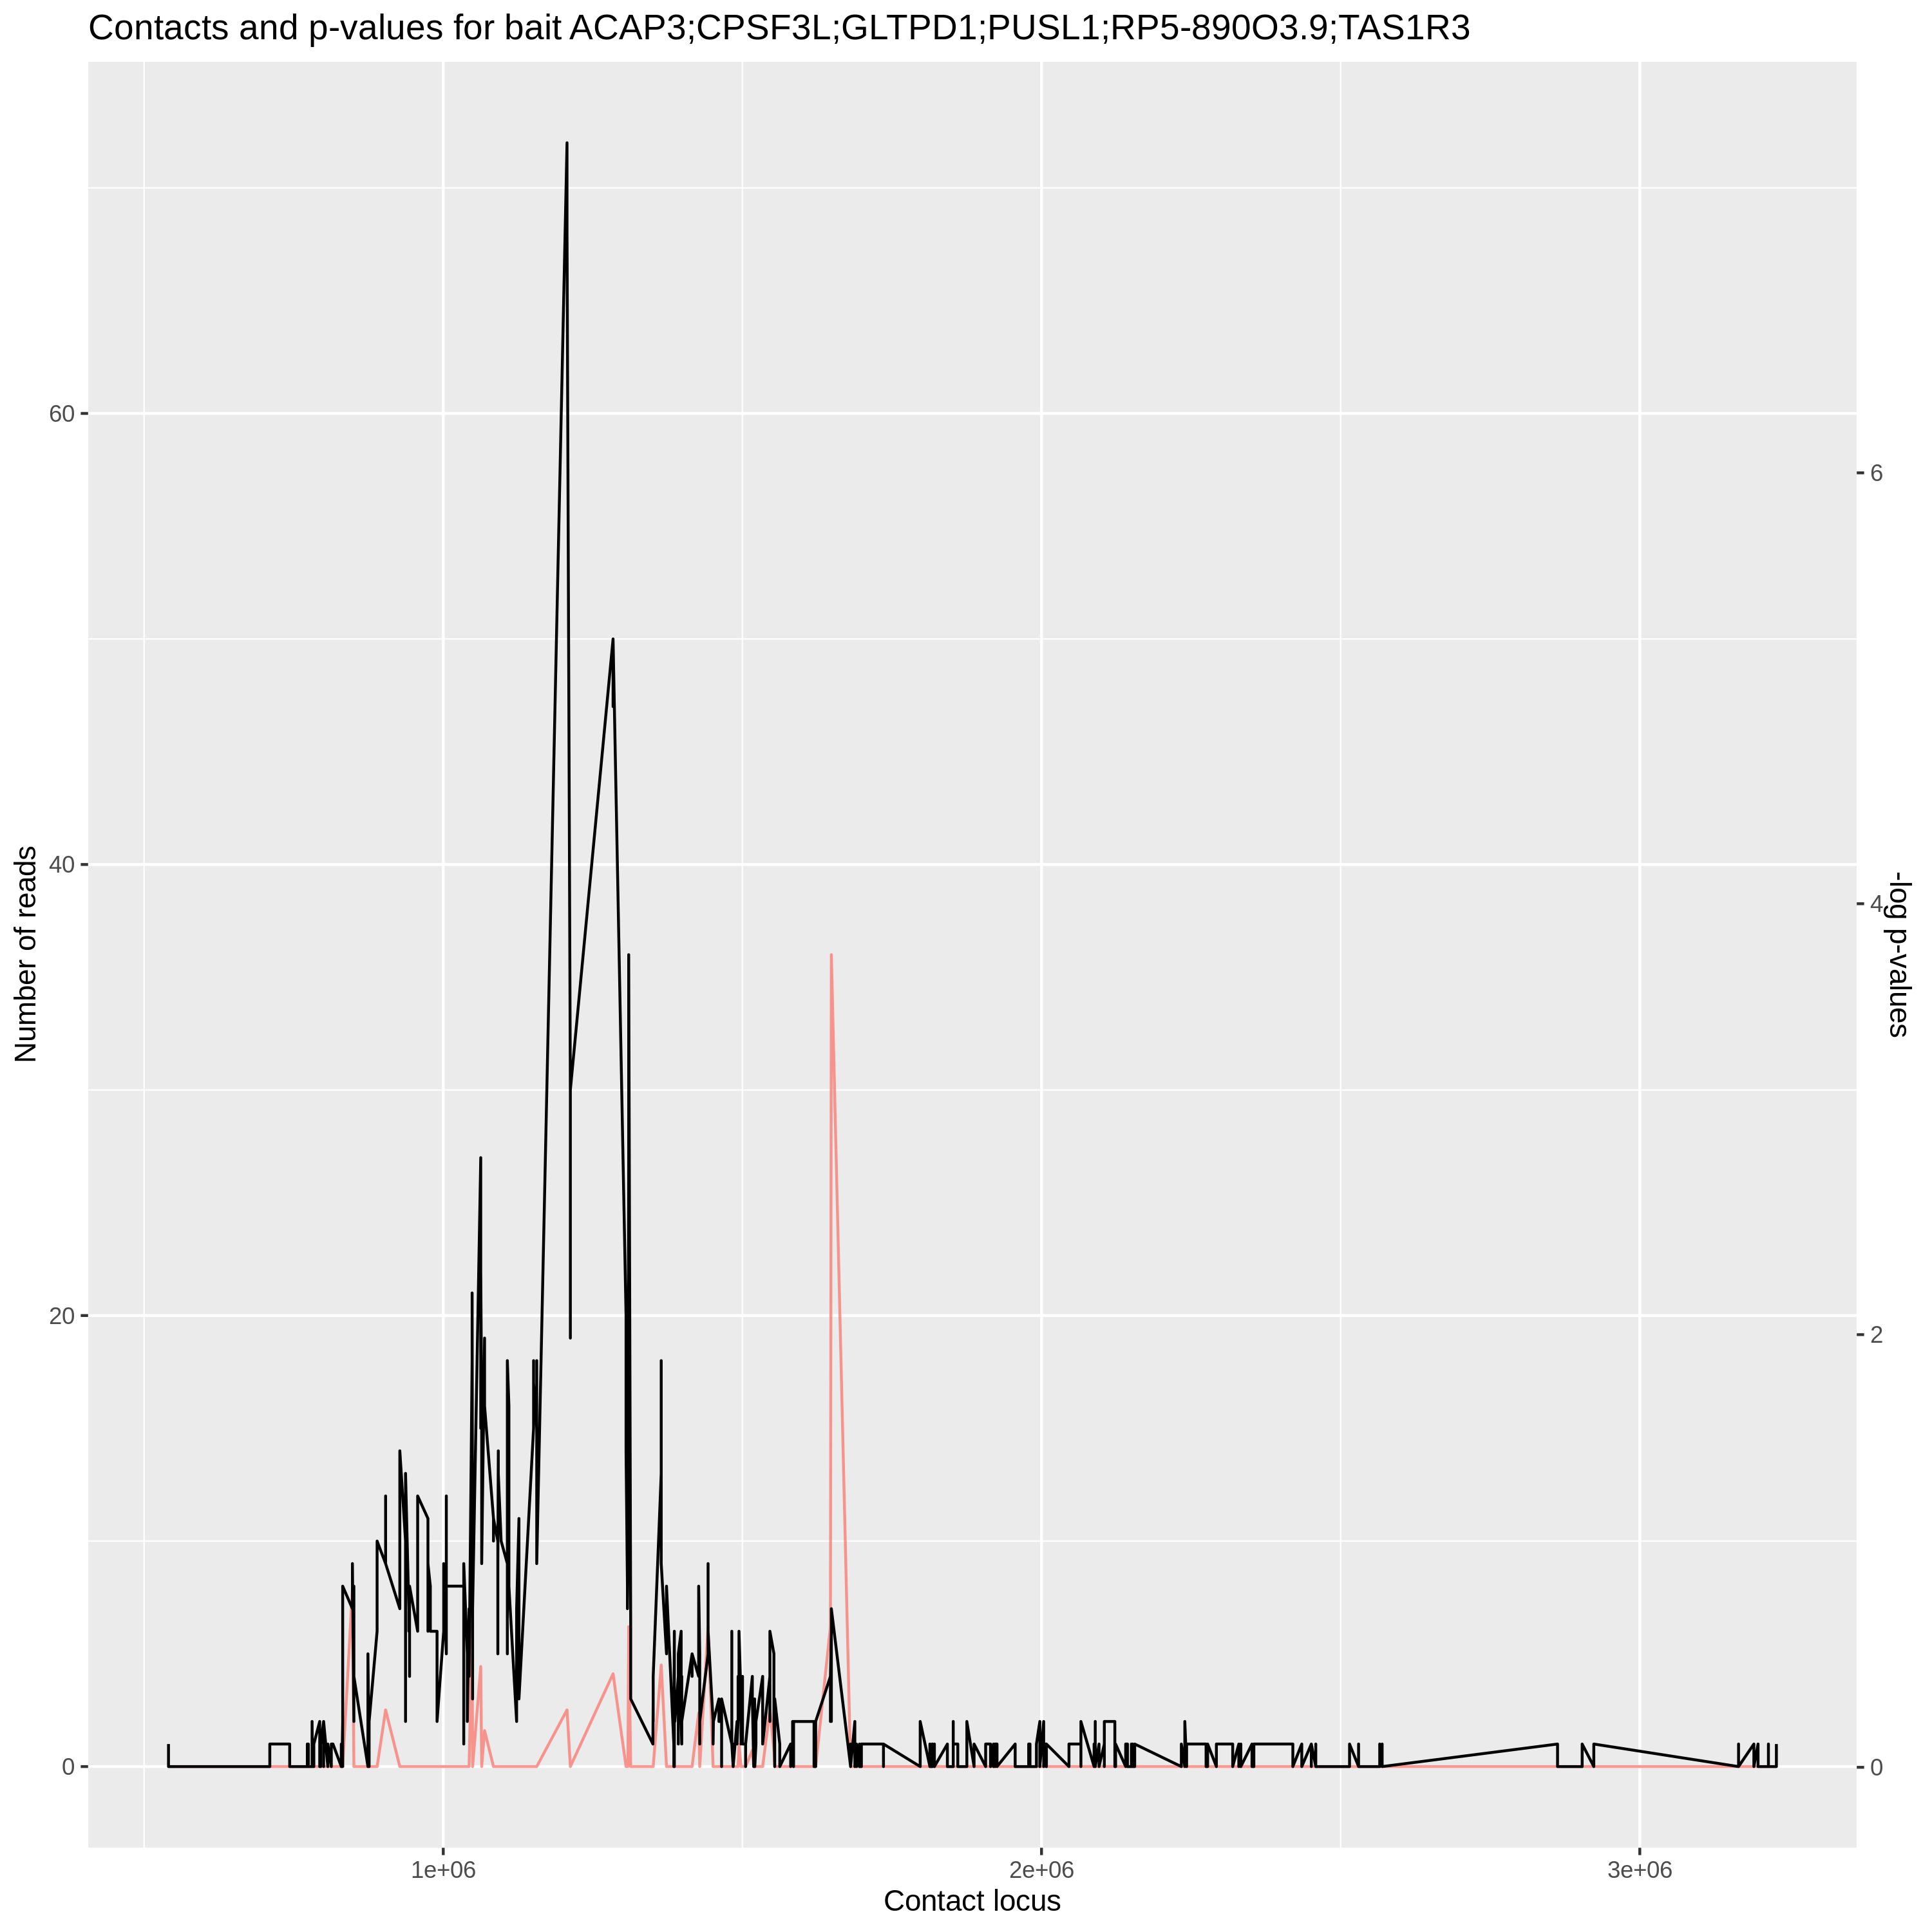 Contacts and p-values for bait ACAP3;CPSF3L;GLTPD1;PUSL1;RP5-890O3.9;TAS1R3
60
40
20
0
Number of reads
6
4
2
0
-log p-values
1e+06
2e+06
3e+06
Contact locus